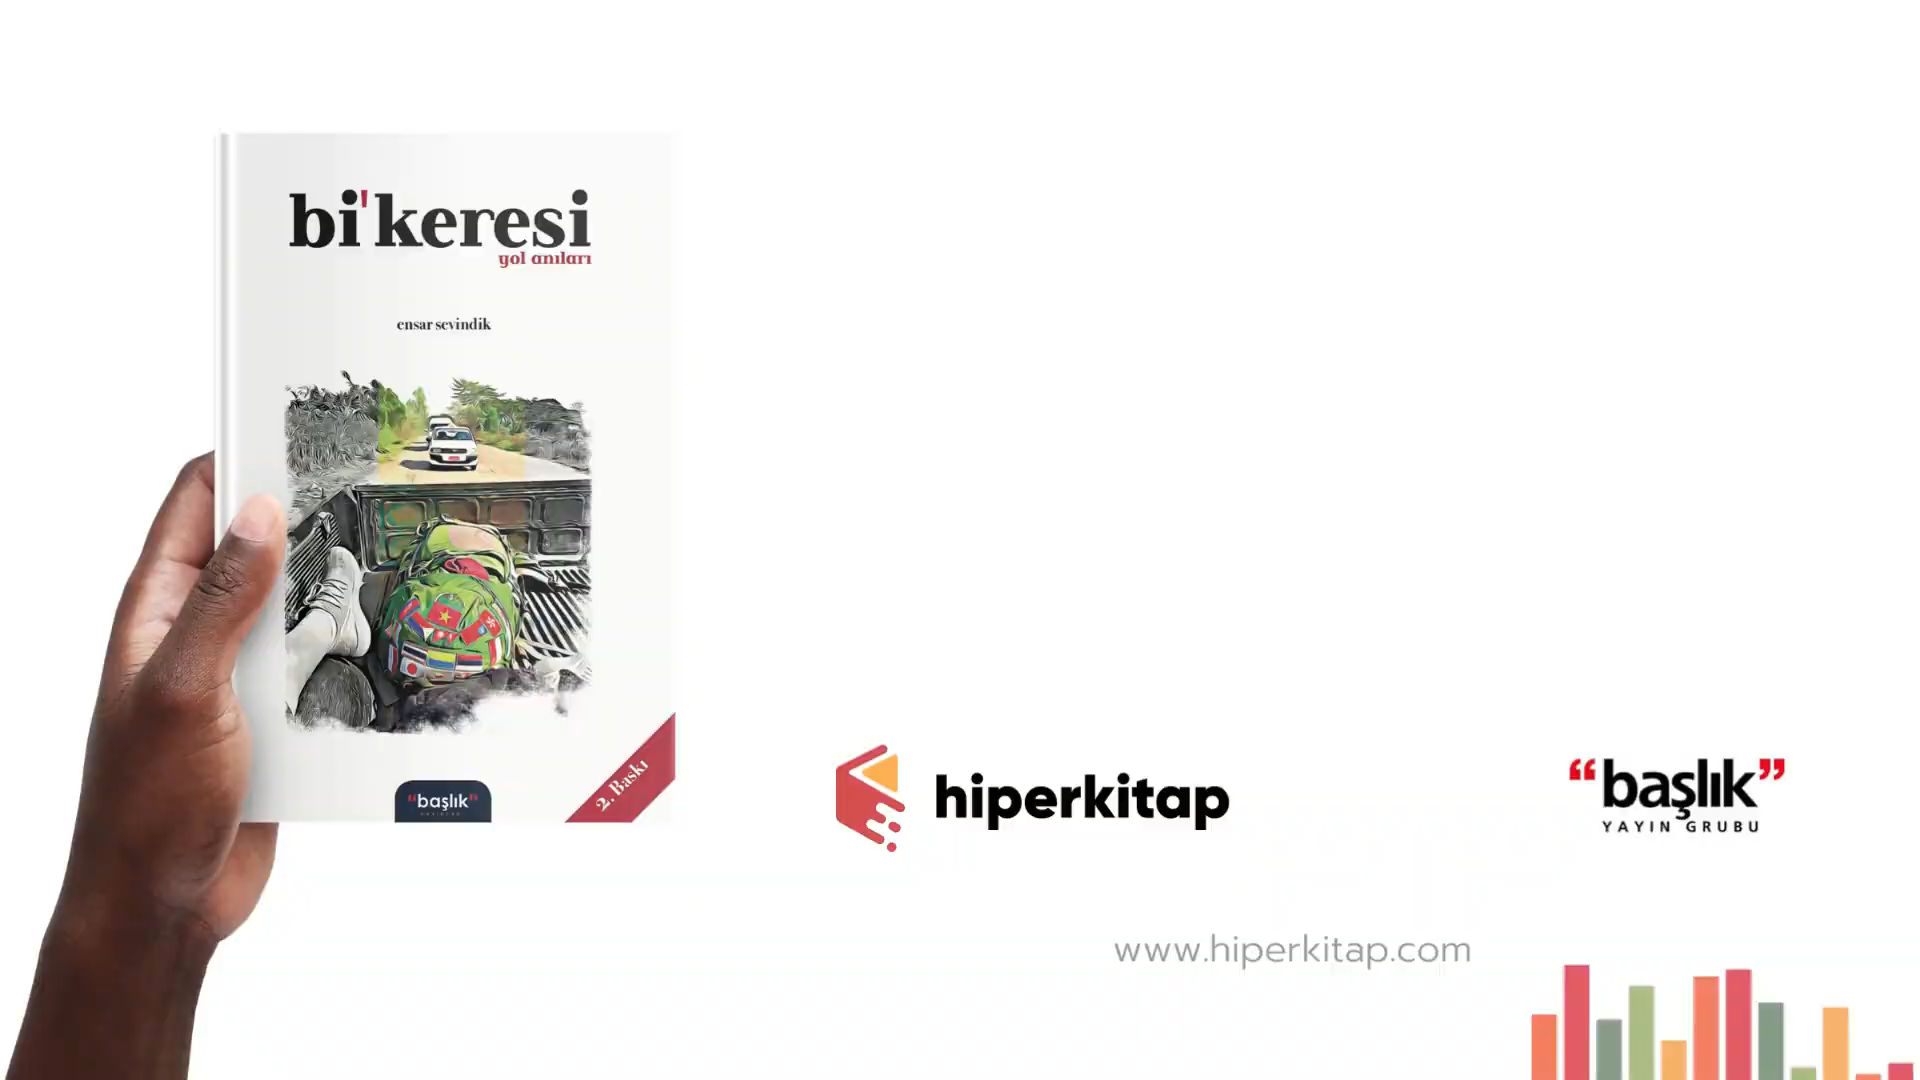 bi'keresi
yol anıları
ensar sevindik
2. Baskı
"başlık"
hiperkitap
"başlık"
YAYIN GRUBU
www.hiperkitap.com